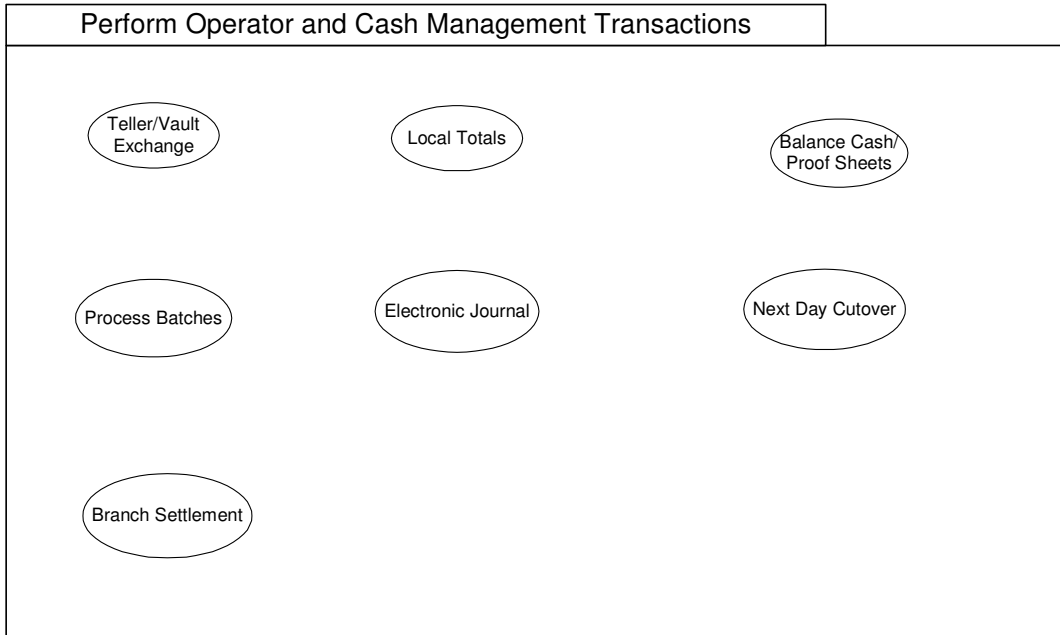 Perform Operator and Cash Management Transactions
Teller/Vault
Exchange
Local Totals
Balance Cash/
Proof Sheets
Process Batches
Electronic Journal
Next Day Cutover
Branch Settlement